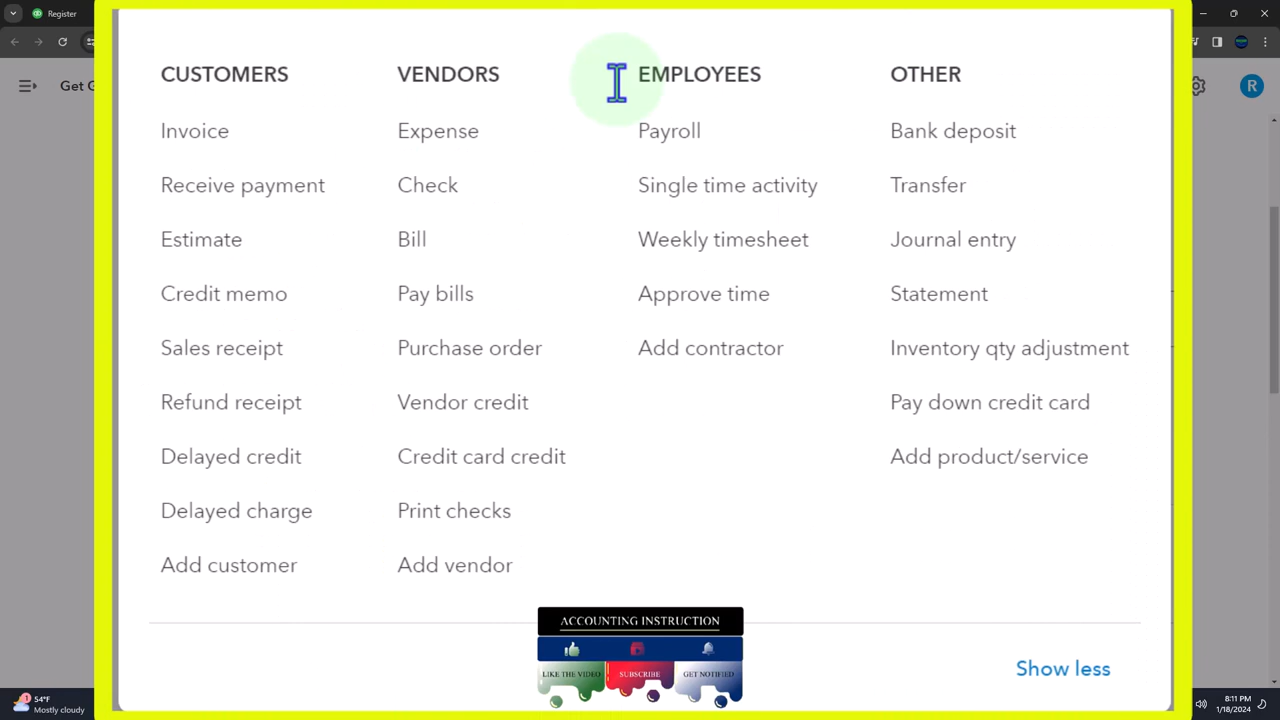 Register
Get G
R
CUSTOMERS
Invoice
Receive payment
Estimate
Credit memo
Sales receipt
Refund receipt
Delayed credit
Delayed charge
Add customer
VENDORS
Expense
Check
Bill
Pay bills
Purchase order
Vendor credit
Credit card credit
Print checks
Add vendor
EMPLOYEES
Payroll
Single time activity
Weekly timesheet
Approve time
Add contractor
OTHER
Bank deposit
Transfer
Journal entry
Statement
Inventory qty adjustment
Pay down credit card
Add product/service
Show less
ACCOUNTING INSTRUCTION
LIKE THE VIDEO
SUBSCRIBE
GET NOTIFIED
54°F
Mostly cloudy
8:11 PM
1/18/2024